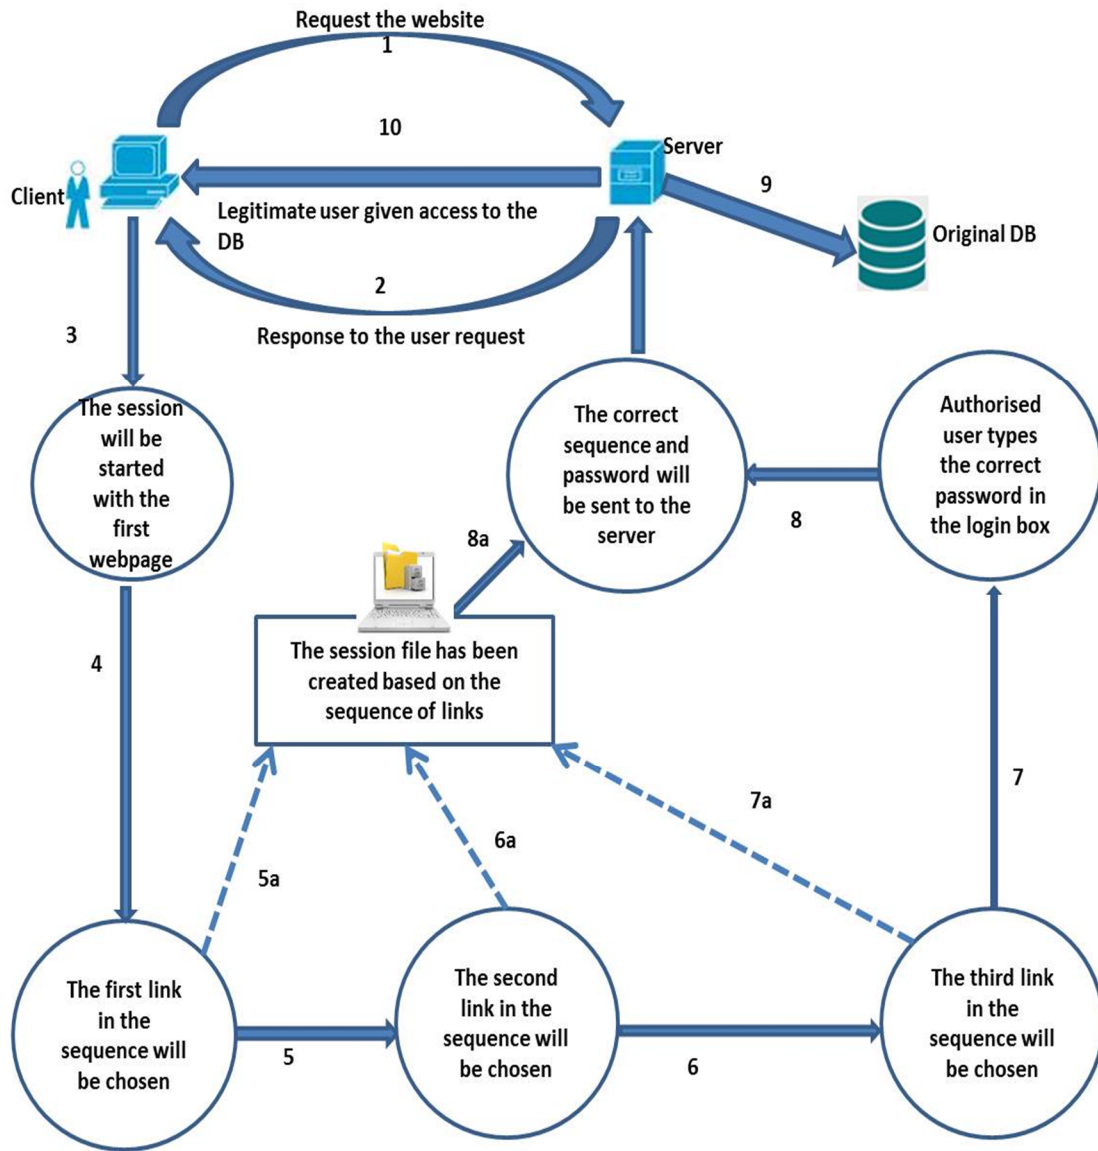 Request the website
1
10
Server
Client
9
Legitimate user given access to the
DB
Original DB
2
3
Response to the user request
The session
will be
started
with the
first
webpage
The correct
sequence and
password will
be sent to the
server
Authorised
user types
the correct
password in
the login box
8
8a
The session file has been
created based on the
sequence of links
4
7
7a
6a
5a
The first link
in the
sequence will
be chosen
5
The second
link in the
sequence will
be chosen
6
The third link
in the
sequence will
be chosen